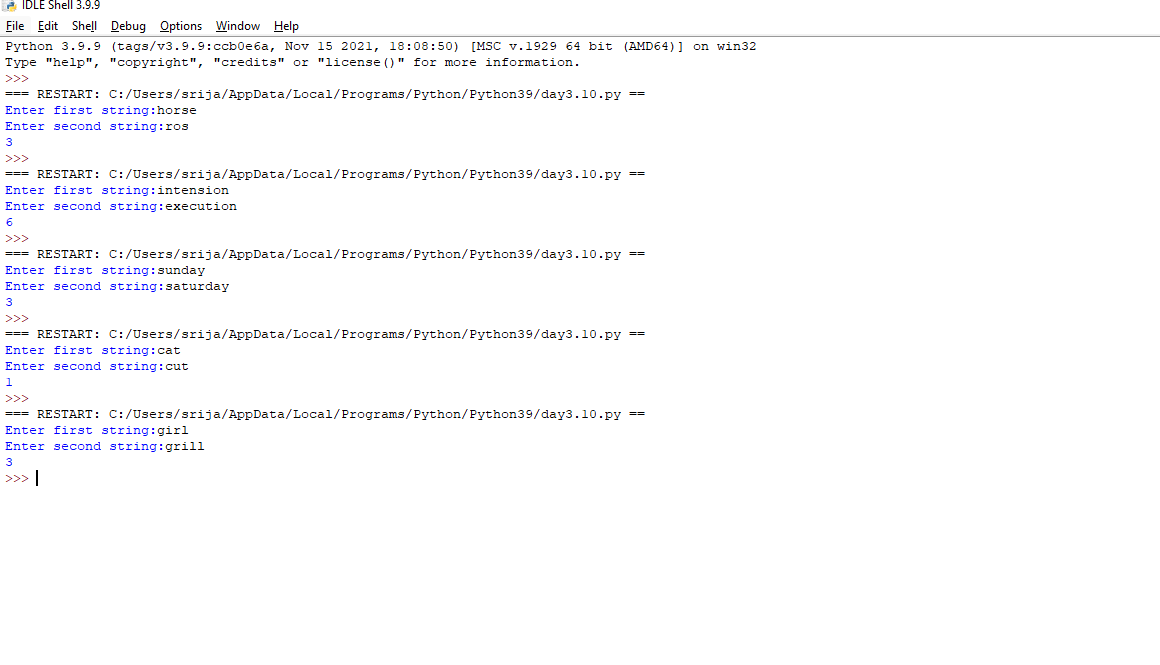 IDLE Shell 3.9.9
File Edit Shell Debug Options Window Help
Python 3.9.9 (tags/v3.9.9:ccb0e6a, Nov 15 2021, 18:08:50) [MSC v.1929 64 bit (AMD64)] on win32
Type "help", "copyright", "credits" or "license()" for more information.
>>>
=== RESTART: C:/Users/srija/AppData/Local/Programs/Python/Python39/day3.10.py ==
Enter first string:horse
Enter second string:ros
3
>>>
=== RESTART: C:/Users/srija/AppData/Local/Programs/Python/Python39/day3.10.py ==
Enter first string:intension
Enter second string:execution
6
>>>
=== RESTART: C:/Users/srija/AppData/Local/Programs/Python/Python39/day3.10.py ==
Enter first string:sunday
Enter second string:saturday
3
>>>
=== RESTART: C:/Users/srija/AppData/Local/Programs/Python/Python39/day3.10.py ==
Enter first string:cat
Enter second string:cut
1
>>>
=== RESTART: C:/Users/srija/AppData/Local/Programs/Python/Python39/day3.10.py ==
Enter first string:girl
Enter second string:grill
3
>>>